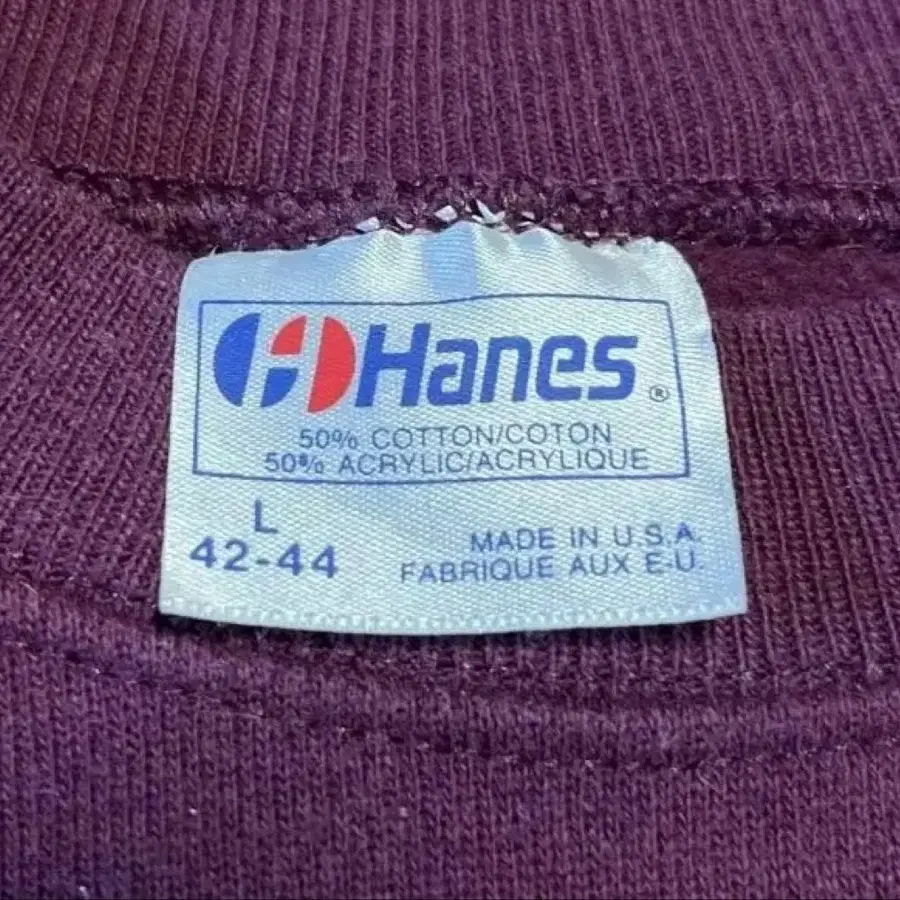 Hanes ®
50% COTTON/COTON
50% ACRYLIC/ACRYLIQUE
L
42-44
MADE IN U.S.A.
FABRIQUE AUX E-U.